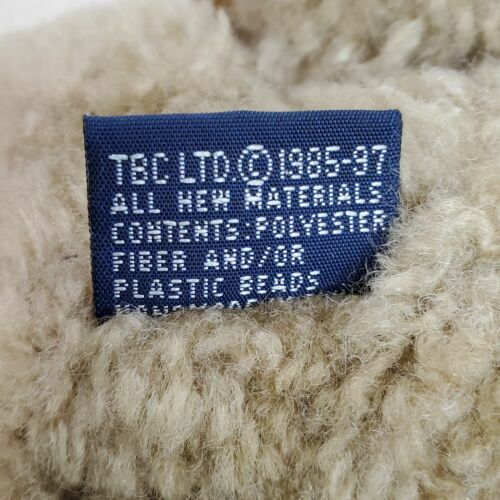 TBC LTD.© 1985-97
ALL NEW MATERIALS
CONTENTS: POLYESTER
FIBER AND/OR
PLASTIC BEADS